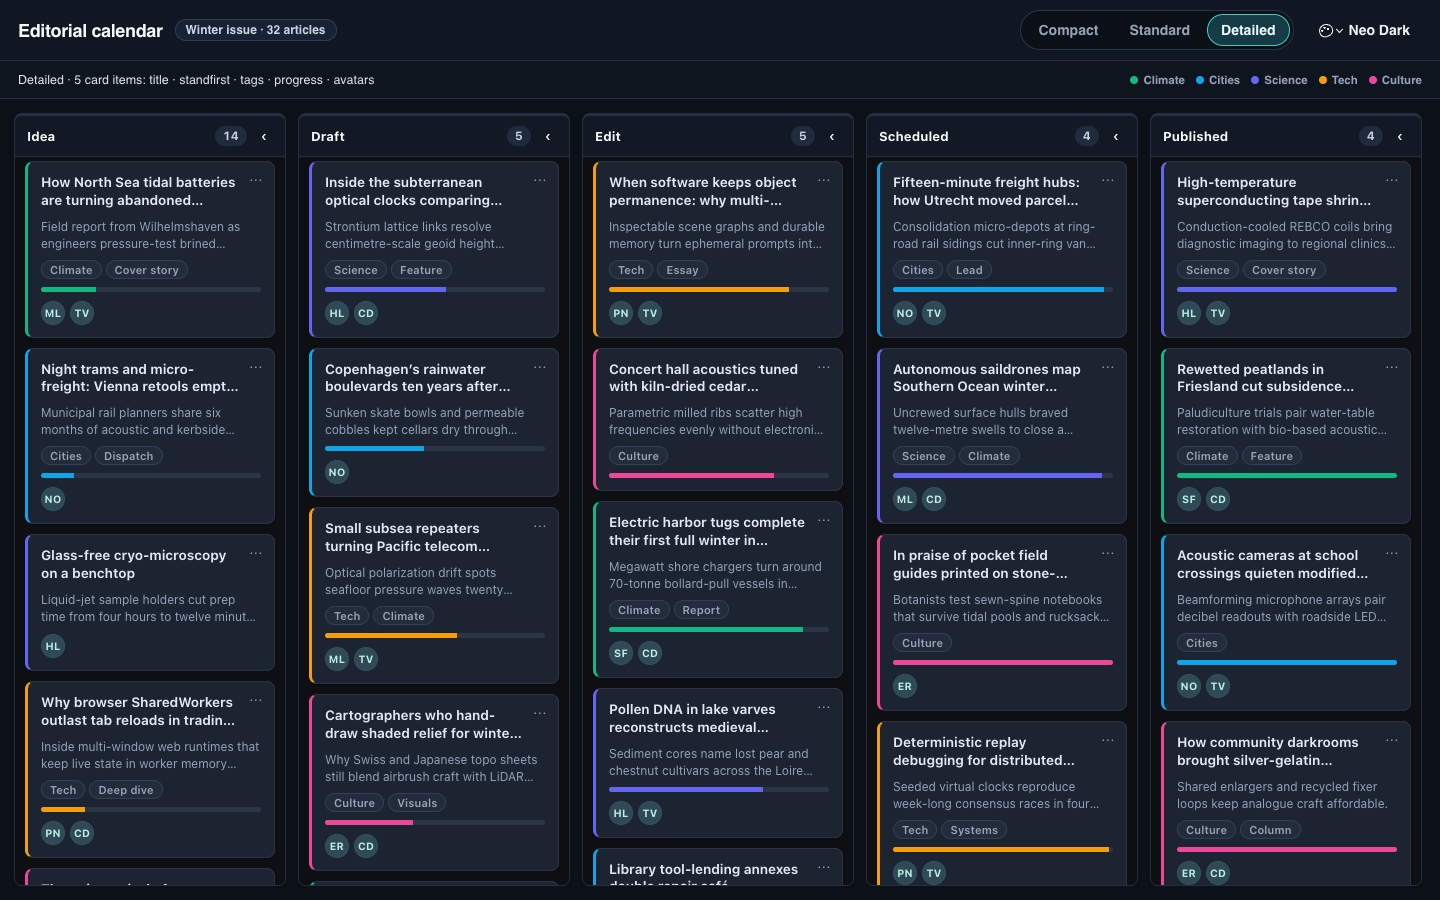 Editorial calendar
Winter issue · 32 articles
Compact
Standard
Detailed
Neo Dark
Detailed · 5 card items: title · standfirst · tags · progress · avatars
Climate
Cities
Science
Tech
Culture
Idea
14
‹
How North Sea tidal batteries
are turning abandoned...
Field report from Wilhelmshaven as
engineers pressure-test brined...
Climate
Cover story
ML
TV
Night trams and micro-
freight: Vienna retools empt...
Municipal rail planners share six
months of acoustic and kerbside...
Cities
Dispatch
NO
Glass-free cryo-microscopy
on a benchtop
Liquid-jet sample holders cut prep
time from four hours to twelve minut...
HL
Why browser SharedWorkers
outlast tab reloads in tradin...
Inside multi-window web runtimes that
keep live state in worker memory...
Tech
Deep dive
PN
CD
Draft
5
‹
Inside the subterranean
optical clocks comparing...
Strontium lattice links resolve
centimetre-scale geoid height...
Science
Feature
HL
CD
Copenhagen’s rainwater
boulevards ten years after...
Sunken skate bowls and permeable
cobbles kept cellars dry through...
NO
Small subsea repeaters
turning Pacific telecom...
Optical polarization drift spots
seafloor pressure waves twenty...
Tech
Climate
ML
TV
Cartographers who hand-
draw shaded relief for winte...
Why Swiss and Japanese topo sheets
still blend airbrush craft with LiDAR...
Culture
Visuals
ER
CD
Edit
5
‹
When software keeps object
permanence: why multi-...
Inspectable scene graphs and durable
memory turn ephemeral prompts int...
Tech
Essay
PN
TV
Concert hall acoustics tuned
with kiln-dried cedar...
Parametric milled ribs scatter high
frequencies evenly without electroni...
Culture
Electric harbor tugs complete
their first full winter in...
Megawatt shore chargers turn around
70-tonne bollard-pull vessels in...
Climate
Report
SF
CD
Pollen DNA in lake varves
reconstructs medieval...
Sediment cores name lost pear and
chestnut cultivars across the Loire...
HL
TV
Library tool-lending annexes
double repair café
Scheduled
4
‹
Fifteen-minute freight hubs:
how Utrecht moved parcel...
Consolidation micro-depots at ring-
road rail sidings cut inner-ring van...
Cities
Lead
NO
TV
Autonomous saildrones map
Southern Ocean winter...
Uncrewed surface hulls braved
twelve-metre swells to close a...
Science
Climate
ML
CD
In praise of pocket field
guides printed on stone-...
Botanists test sewn-spine notebooks
that survive tidal pools and rucksack...
Culture
ER
Deterministic replay
debugging for distributed...
Seeded virtual clocks reproduce
week-long consensus races in four...
Tech
Systems
PN
TV
Published
4
‹
High-temperature
superconducting tape shrin...
Conduction-cooled REBCO coils bring
diagnostic imaging to regional clinics...
Science
Cover story
HL
TV
Rewetted peatlands in
Friesland cut subsidence...
Paludiculture trials pair water-table
restoration with bio-based acoustic...
Climate
Feature
SF
CD
Acoustic cameras at school
crossings quieten modified...
Beamforming microphone arrays pair
decibel readouts with roadside LED...
Cities
NO
TV
How community darkrooms
brought silver-gelatin...
Shared enlargers and recycled fixer
loops keep analogue craft affordable.
Culture
Column
ER
CD